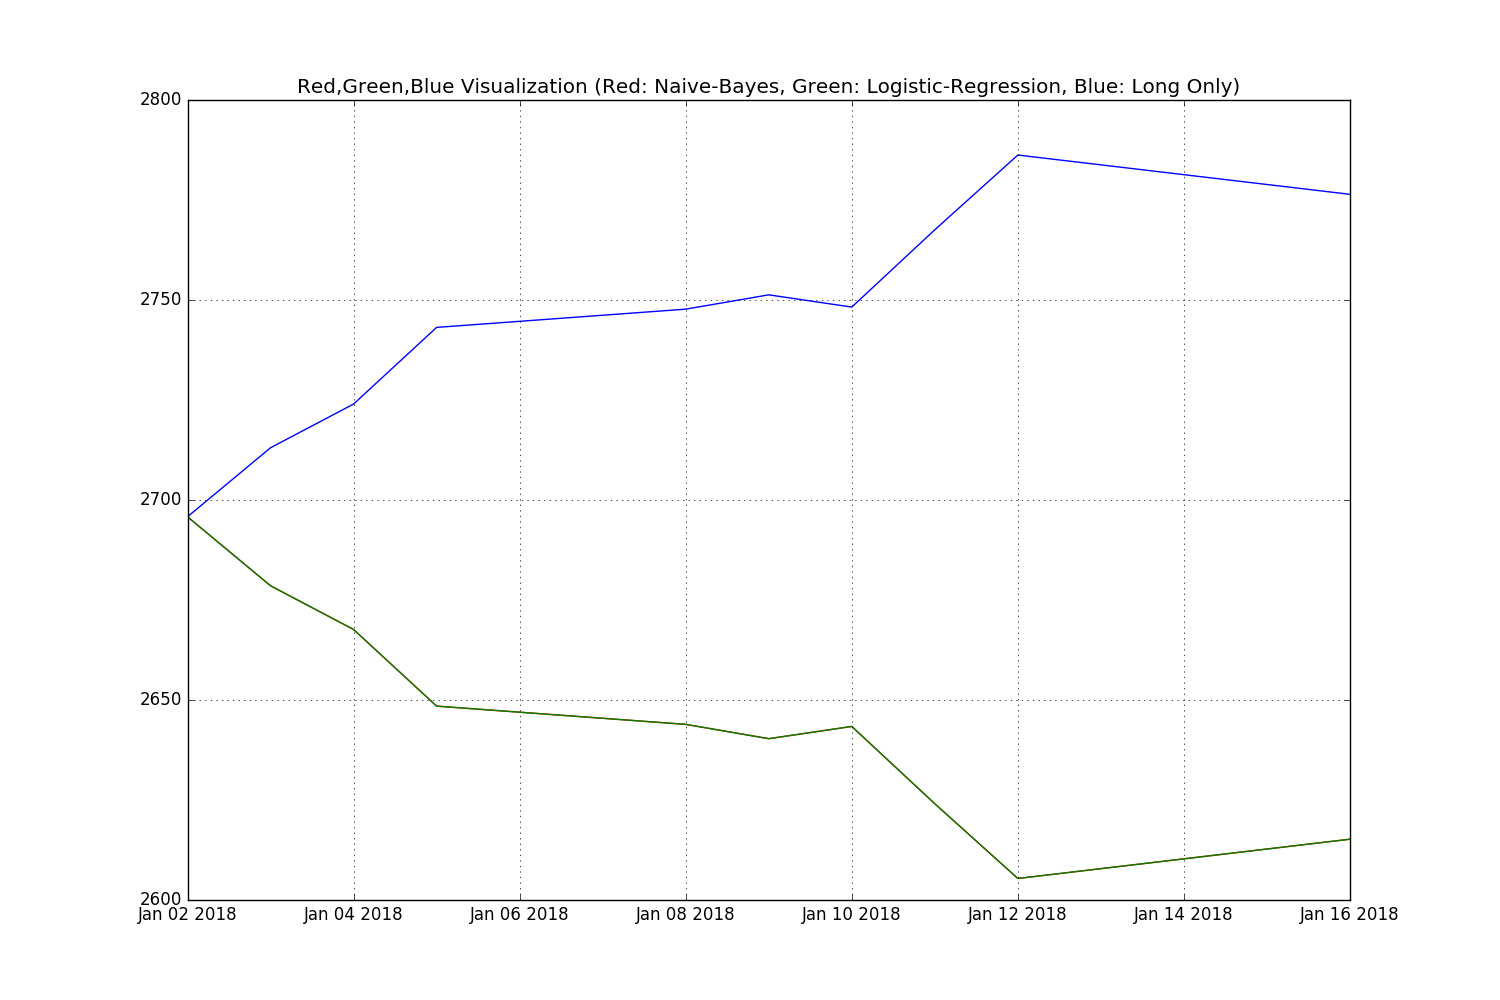 Red,Green,Blue Visualization (Red: Naive-Bayes, Green: Logistic-Regression, Blue: Long Only)
2800
2750
2700
2650
2600
Jan 02 2018 Jan 04 2018 Jan 06 2018 Jan 08 2018 Jan 10 2018 Jan 12 2018 Jan 14 2018 Jan 16 2018